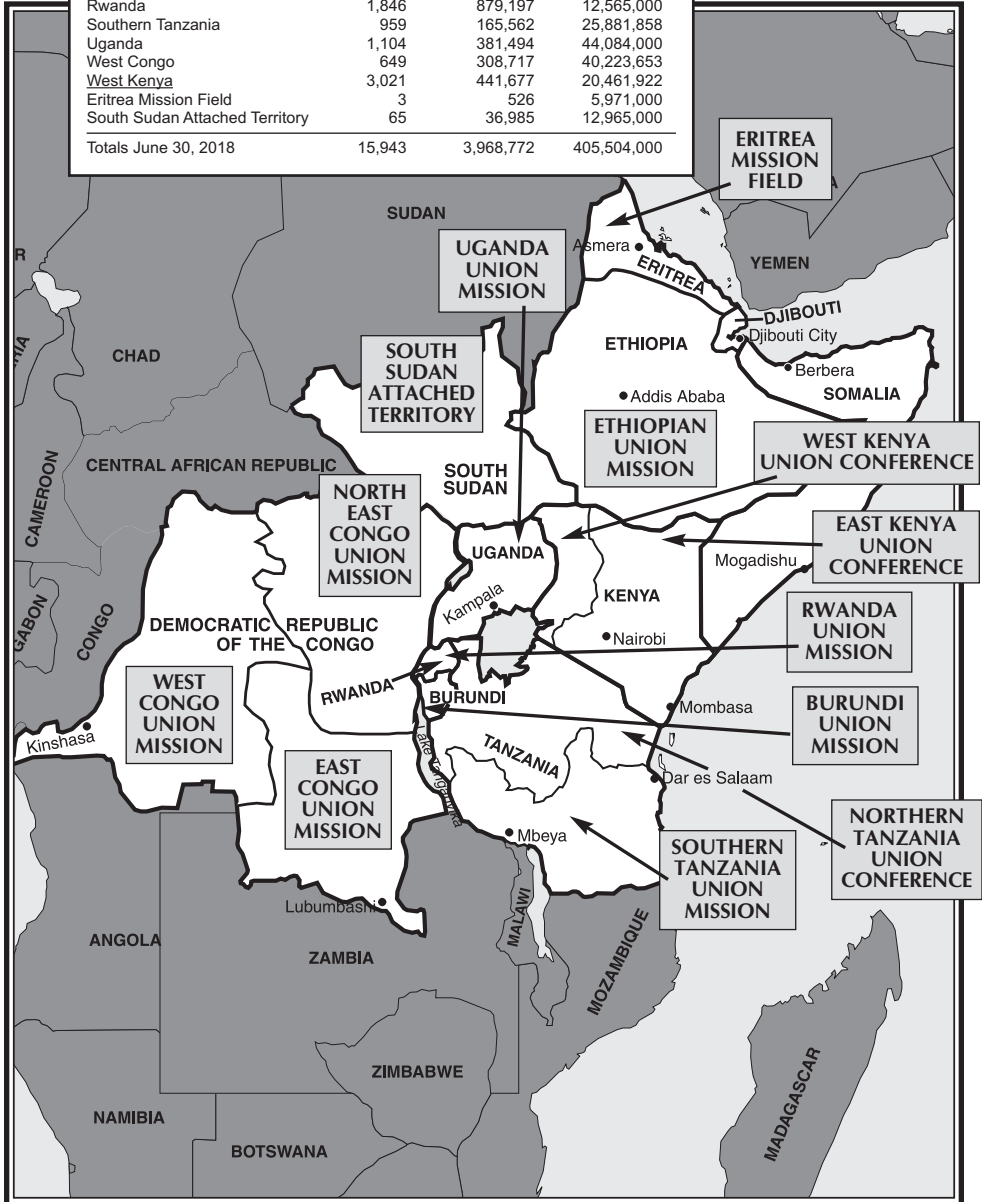 Rwanda 1,846 879,197 12,565,000
Southern Tanzania 959 165,562 25,881,858
Uganda 1,104 381,494 44,084,000
West Congo 649 308,717 40,223,653
West Kenya 3,021 441,677 20,461,922
Eritrea Mission Field 3 526 5,971,000
South Sudan Attached Territory 65 36,985 12,965,000
Totals June 30, 2018 15,943 3,968,772 405,504,000
ERITREA
MISSION
FIELD
A
SUDAN
UGANDA
UNION
MISSION
Asmera
ERITREA
YEMEN
R
DJIBOUTI
Djibouti City
ETHIOPIA
CHAD
RIA
SOUTH
SUDAN
ATTACHED
TERRITORY
Berbera
SOMALIA
Addis Ababa
ETHIOPIAN
UNION
MISSION
WEST KENYA
UNION CONFERENCE
CENTRAL AFRICAN REPUBLIC
SOUTH
SUDAN
CAMEROON
NORTH
EAST
CONGO
UNION
MISSION
EAST KENYA
UNION
CONFERENCE
UGANDA
Mogadishu
Kampala
KENYA
GABON
CONGO
DEMOCRATIC REPUBLIC
OF THE CONGO
Nairobi
RWANDA
UNION
MISSION
WEST
CONGO
UNION
MISSION
RWANDA
BURUNDI
Mombasa
BURUNDI
UNION
MISSION
Kinshasa
Lake Tanganyika
TANZANIA
EAST
CONGO
UNION
MISSION
Dar es Salaam
Mbeya
SOUTHERN
TANZANIA
UNION
MISSION
NORTHERN
TANZANIA
UNION
CONFERENCE
Lubumbashi
ANGOLA
ZAMBIA
MALAWI
MOZAMBIQUE
ZIMBABWE
MADAGASCAR
NAMIBIA
BOTSWANA